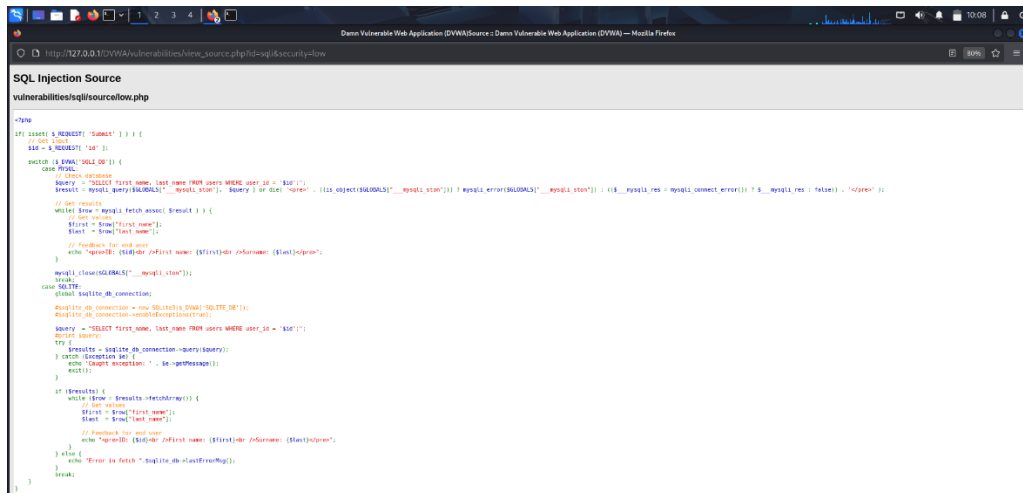 1 2 3 4
10:08
Damn Vulnerable Web Application (DVWA)Source :: Damn Vulnerable Web Application (DVWA) — Mozilla Firefox
http://127.0.0.1/DVWA/vulnerabilities/view_source.php?id=sqli&security=low
80%
SQL Injection Source
vulnerabilities/sqli/source/low.php
<?php
if( isset( $_REQUEST[ 'Submit' ] ) ) {
// Get input
$id = $_REQUEST[ 'id' ];
switch ($_DVWA['SQLI_DB']) {
case MYSQL:
// Check database
$query = "SELECT first_name, last_name FROM users WHERE user_id = '$id';";
$result = mysqli_query($GLOBALS["___mysqli_ston"], $query ) or die( '<pre>' . ((is_object($GLOBALS["___mysqli_ston"])) ? mysqli_error($GLOBALS["___mysqli_ston"]) : (($___mysqli_res = mysqli_connect_error()) ? $___mysqli_res : false)) . '</pre>' );
// Get results
while( $row = mysqli_fetch_assoc( $result ) ) {
// Get values
$first = $row["first_name"];
$last = $row["last_name"];
// Feedback for end user
echo "<pre>ID: {$id}<br />First name: {$first}<br />Surname: {$last}</pre>";
}
mysqli_close($GLOBALS["___mysqli_ston"]);
break;
case SQLITE:
global $sqlite_db_connection;
#$sqlite_db_connection = new SQLite3($_DVWA['SQLITE_DB']);
#$sqlite_db_connection->enableExceptions(true);
$query = "SELECT first_name, last_name FROM users WHERE user_id = '$id';";
#print $query;
try {
$results = $sqlite_db_connection->query($query);
} catch (Exception $e) {
echo 'Caught exception: ' . $e->getMessage();
exit();
}
if ($results) {
while ($row = $results->fetchArray()) {
// Get values
$first = $row["first_name"];
$last = $row["last_name"];
// Feedback for end user
echo "<pre>ID: {$id}<br />First name: {$first}<br />Surname: {$last}</pre>";
}
} else {
echo "Error in fetch ".$sqlite_db->lastErrorMsg();
}
break;
}
}